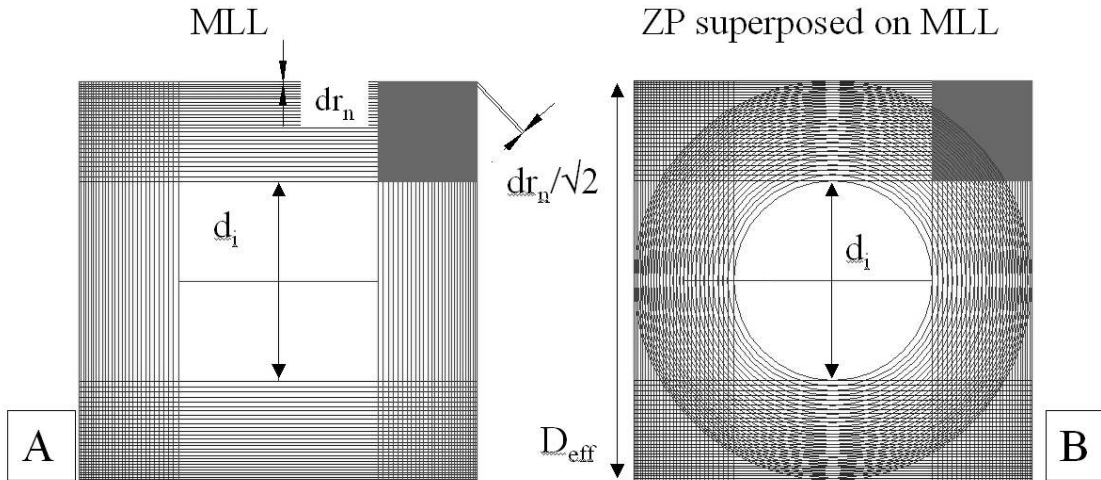 MLL
ZP superposed on MLL
dr_n
dr_n/√2
d_i
d_i
D_eff
A
B